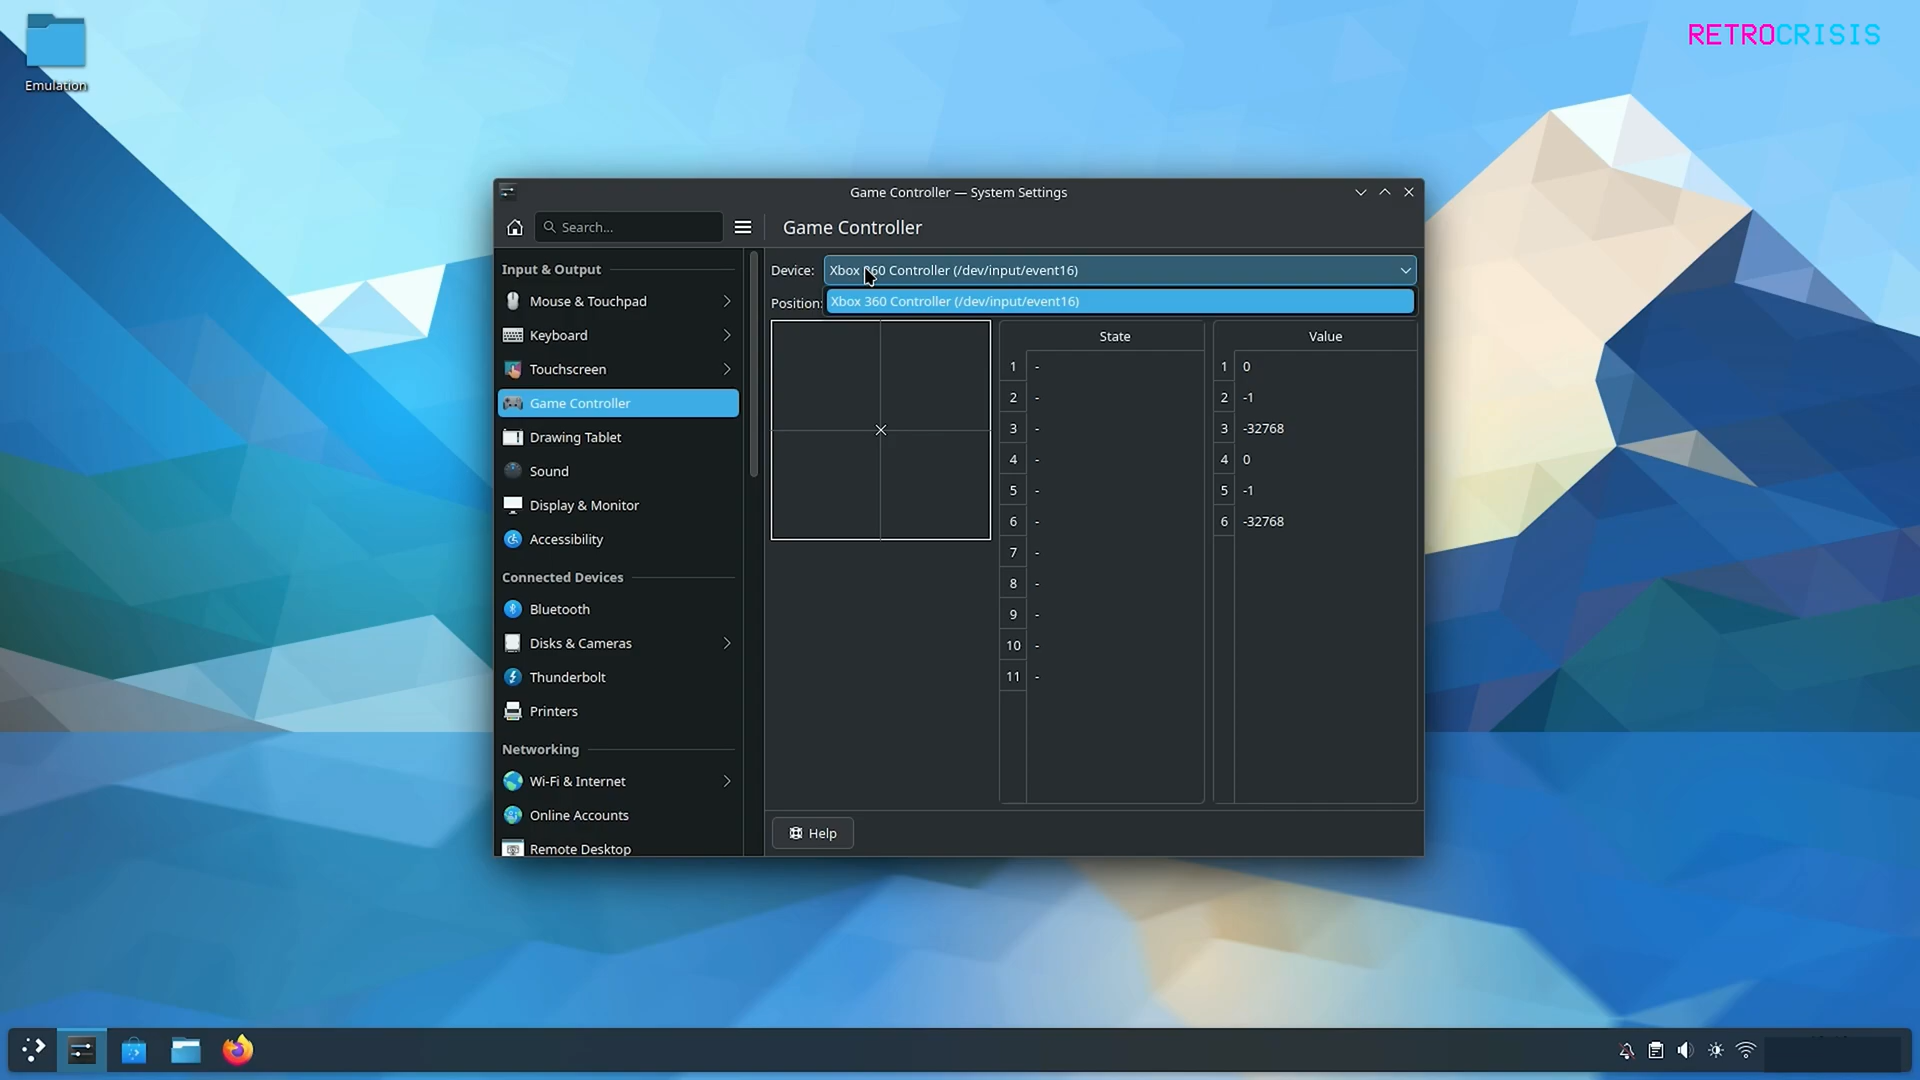 RETROCRISIS
Emulation
Game Controller — System Settings
Search...
Game Controller
Input & Output
Mouse & Touchpad
Keyboard
Touchscreen
Game Controller
Drawing Tablet
Sound
Display & Monitor
Accessibility
Connected Devices
Bluetooth
Disks & Cameras
Thunderbolt
Printers
Networking
Wi-Fi & Internet
Online Accounts
Remote Desktop
Device: Xbox 360 Controller (/dev/input/event16)
Xbox 360 Controller (/dev/input/event16)
Position:
State
1 -
2 -
3 -
4 -
5 -
6 -
7 -
8 -
9 -
10 -
11 -
Value
1 0
2 -1
3 -32768
4 0
5 -1
6 -32768
Help